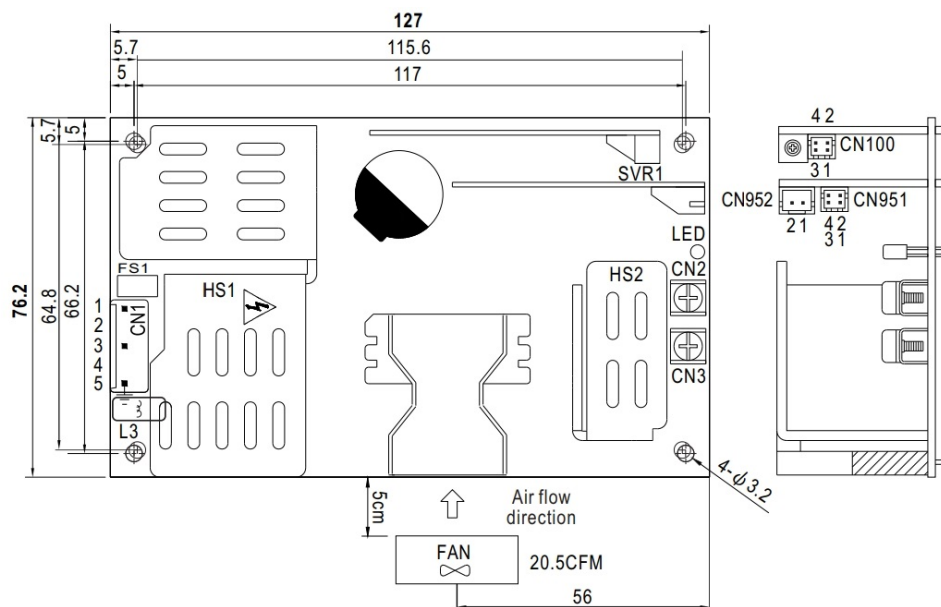 127
5.7
115.6
5
117
5.7
5
4 2
CN100
3 1
SVR1
CN952
CN951
2 1
4 2
3 1
LED
FS1
HS1
HS2
CN2
76.2
64.8
66.2
1
2
3
4
5
CN1
CN3
L3
4-φ3.2
5cm
Air flow
direction
FAN
20.5CFM
56